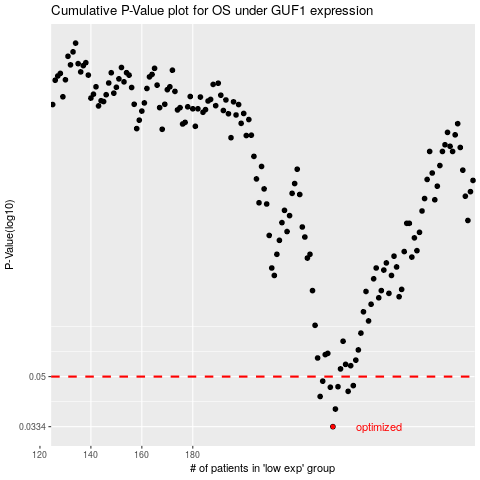 Cumulative P-Value plot for OS under GUF1 expression
P-Value(log10)
0.05
0.0334
optimized
120 140 160 180
# of patients in 'low exp' group